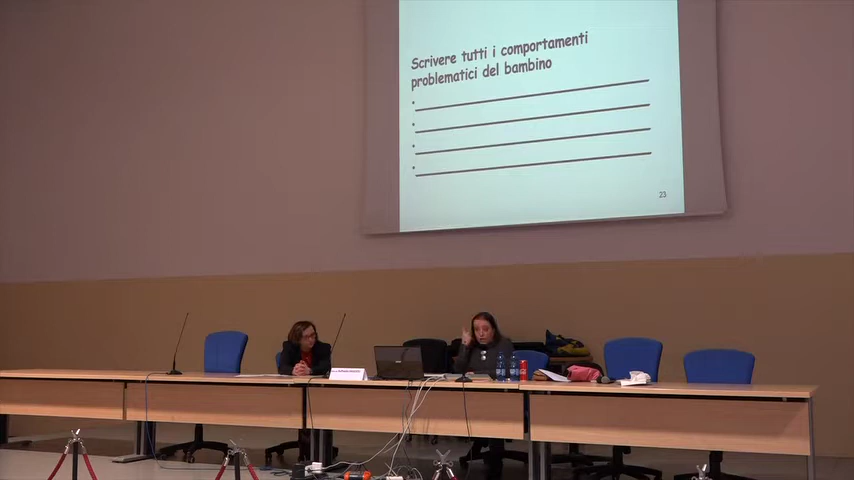 Scrivere tutti i comportamenti
problematici del bambino
23